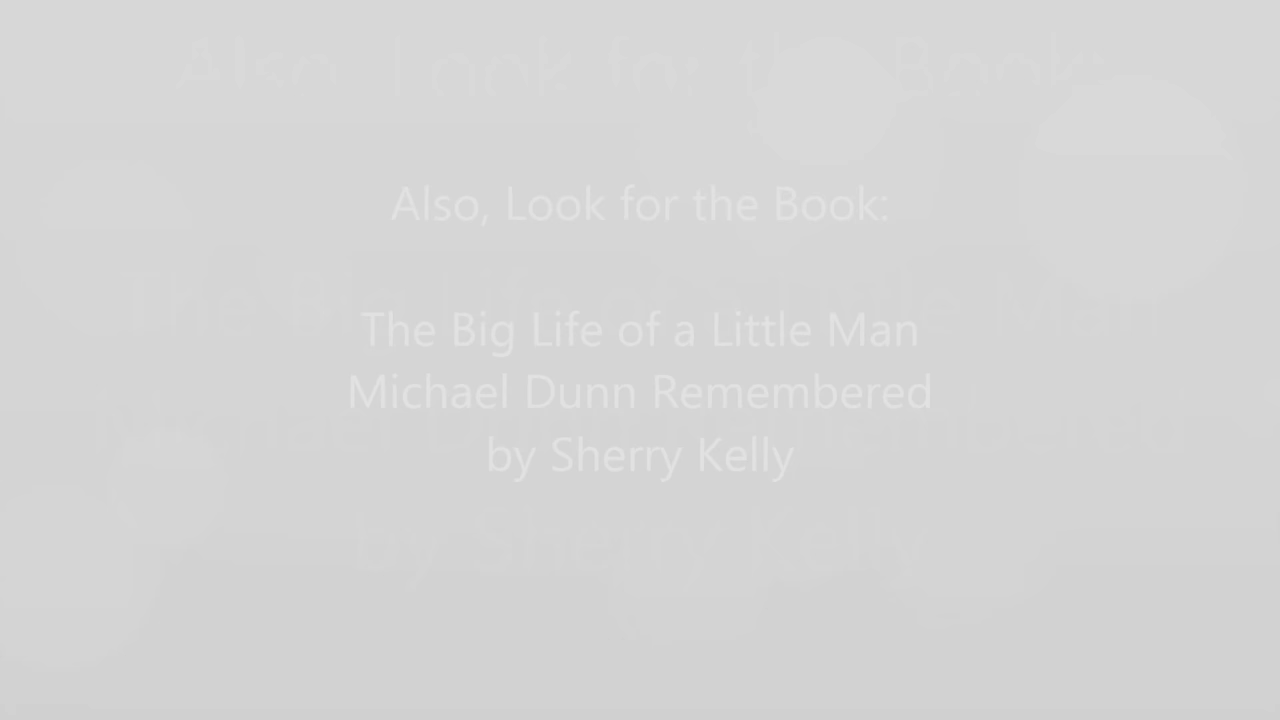 Also, Look for the Book:
The Big Life of a Little Man
Michael Dunn Remembered
by Sherry Kelly